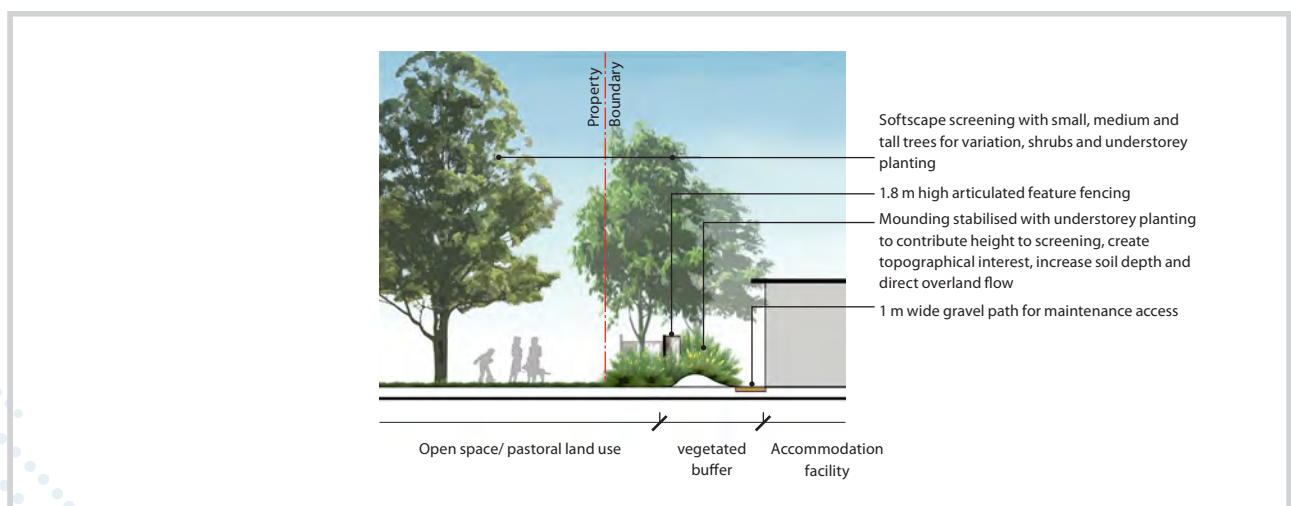 Property
Boundary
Softscape screening with small, medium and
tall trees for variation, shrubs and understorey
planting
1.8 m high articulated feature fencing
Mounding stabilised with understorey planting
to contribute height to screening, create
topographical interest, increase soil depth and
direct overland flow
1 m wide gravel path for maintenance access
Open space/ pastoral land use
vegetated
buffer
Accommodation
facility